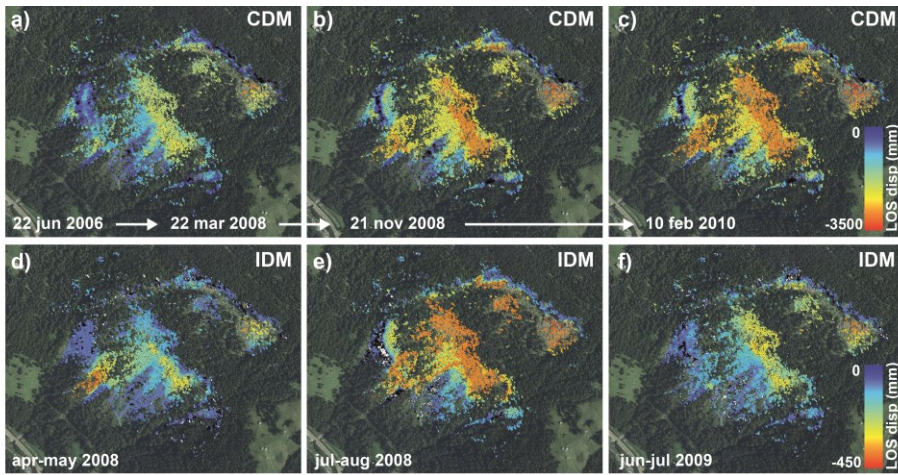 a) CDM
b) CDM
c) CDM
0
LOS disp (mm)
-3500
22 jun 2006
22 mar 2008
21 nov 2008
10 feb 2010
d) IDM
e) IDM
f) IDM
0
LOS disp (mm)
-450
apr-may 2008
jul-aug 2008
jun-jul 2009